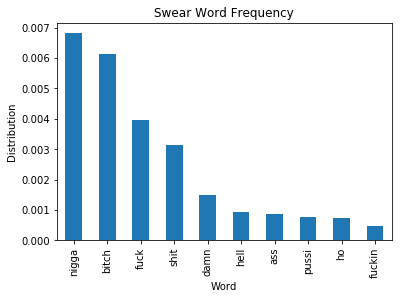 Swear Word Frequency
0.007
0.006
0.005
0.004
0.003
0.002
0.001
0.000
Distribution
nigga
bitch
fuck
shit
damn
hell
ass
pussi
ho
fuckin
Word